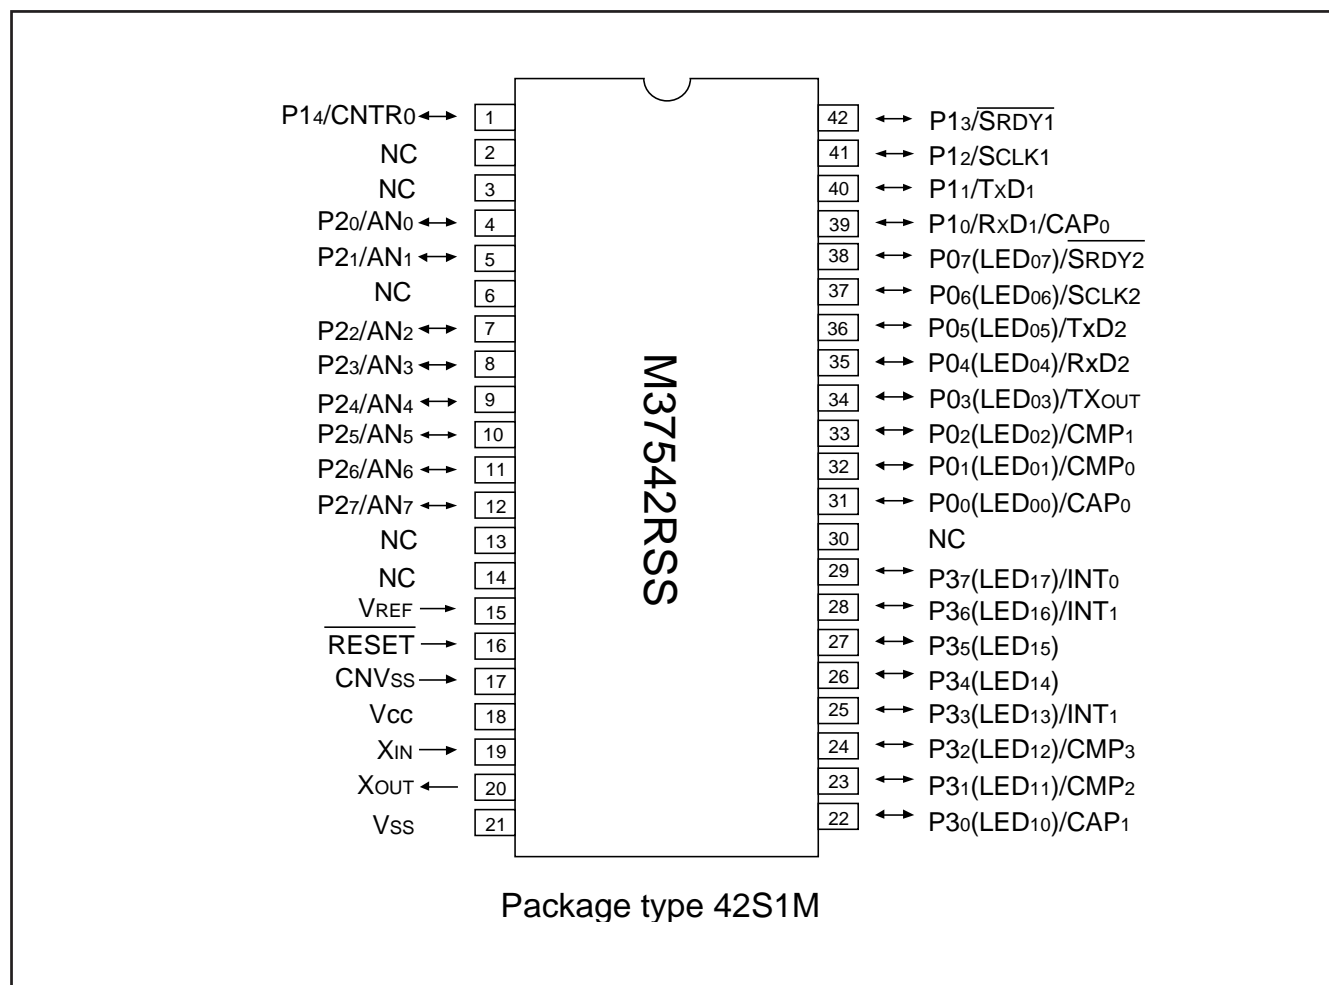 P14/CNTR0 1
NC 2
NC 3
P20/AN0 4
P21/AN1 5
NC 6
P22/AN2 7
P23/AN3 8
P24/AN4 9
P25/AN5 10
P26/AN6 11
P27/AN7 12
NC 13
NC 14
VREF 15
RESET 16
CNVSS 17
Vcc 18
XIN 19
XOUT 20
VSS 21
M37542RSS
42 P13/SRDY1
41 P12/SCLK1
40 P11/TXD1
39 P10/RXD1/CAP0
38 P07(LED07)/SRDY2
37 P06(LED06)/SCLK2
36 P05(LED05)/TxD2
35 P04(LED04)/RxD2
34 P03(LED03)/TXOUT
33 P02(LED02)/CMP1
32 P01(LED01)/CMP0
31 P00(LED00)/CAP0
30 NC
29 P37(LED17)/INT0
28 P36(LED16)/INT1
27 P35(LED15)
26 P34(LED14)
25 P33(LED13)/INT1
24 P32(LED12)/CMP3
23 P31(LED11)/CMP2
22 P30(LED10)/CAP1
Package type 42S1M